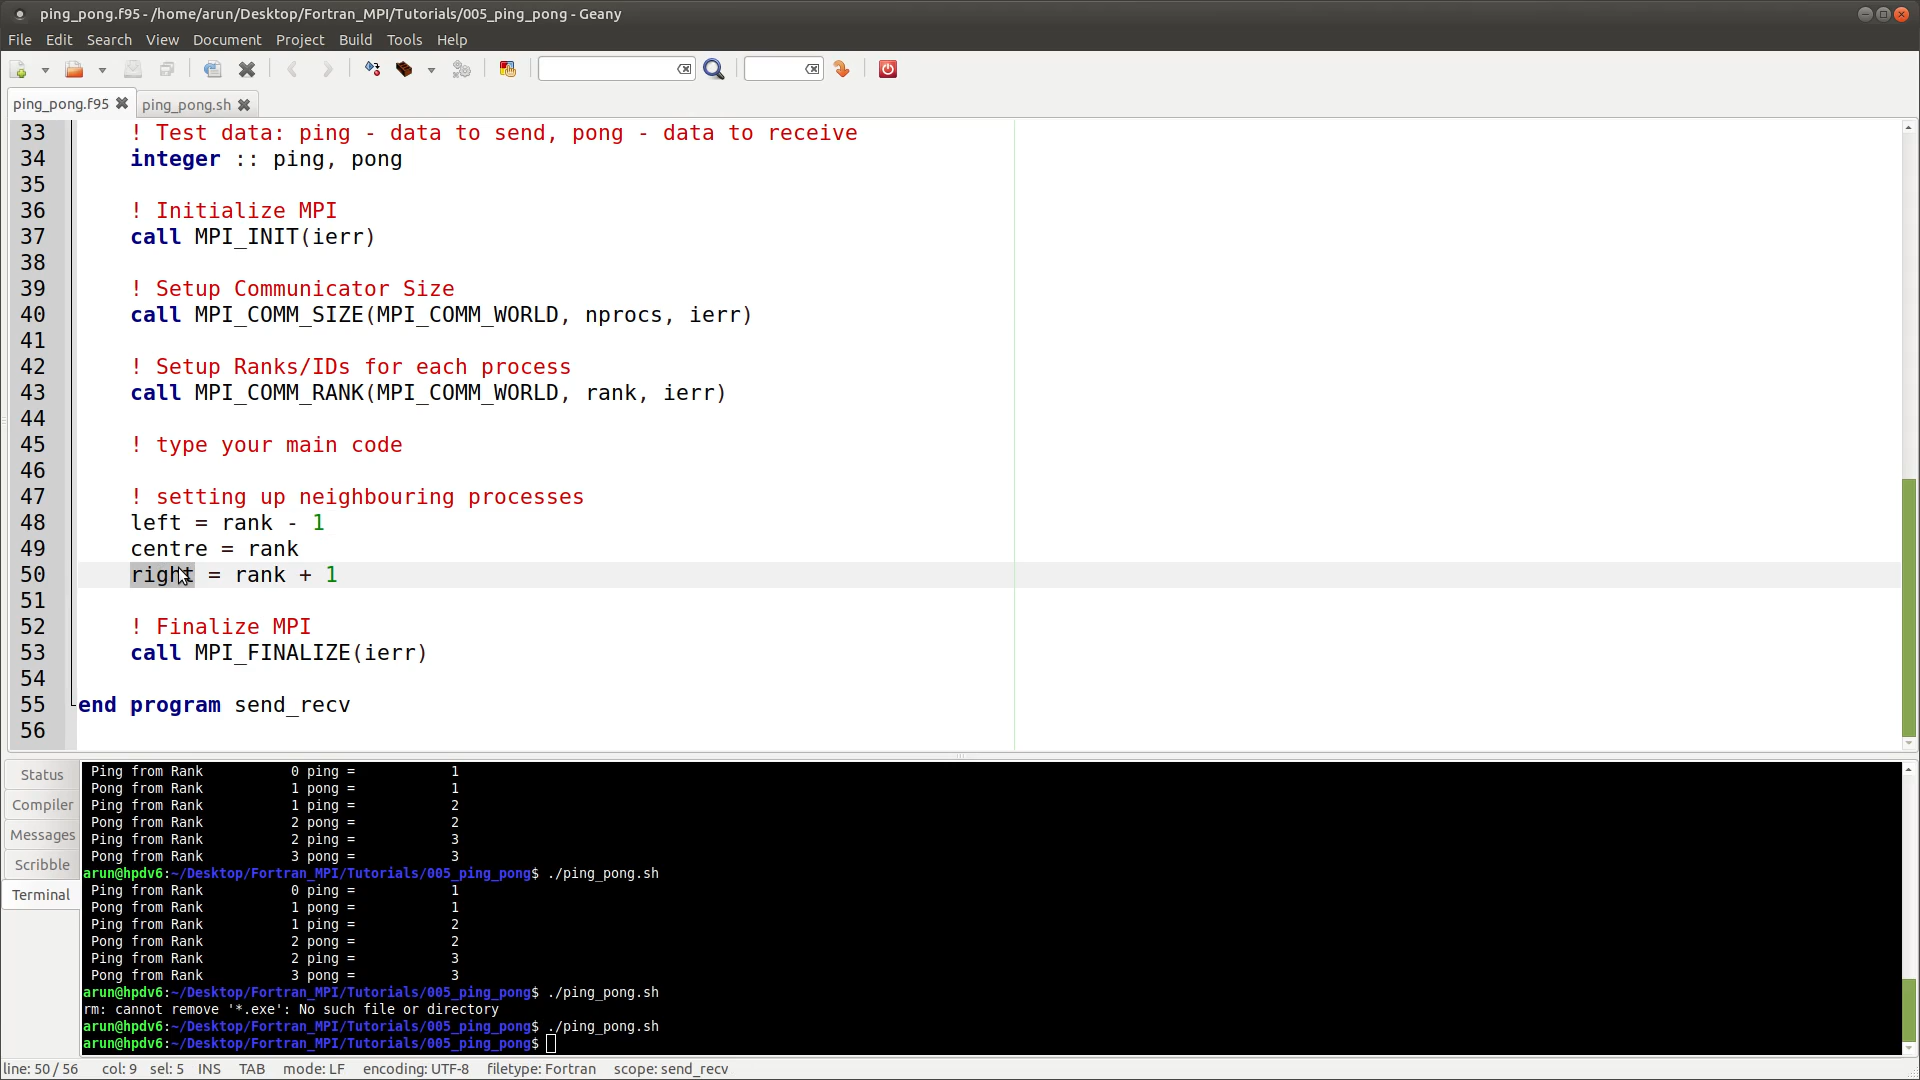 ping_pong.f95 - /home/arun/Desktop/Fortran_MPI/Tutorials/005_ping_pong - Geany
File Edit Search View Document Project Build Tools Help
ping_pong.f95 ping_pong.sh
33 ! Test data: ping - data to send, pong - data to receive
34 integer :: ping, pong
35
36 ! Initialize MPI
37 call MPI_INIT(ierr)
38
39 ! Setup Communicator Size
40 call MPI_COMM_SIZE(MPI_COMM_WORLD, nprocs, ierr)
41
42 ! Setup Ranks/IDs for each process
43 call MPI_COMM_RANK(MPI_COMM_WORLD, rank, ierr)
44
45 ! type your main code
46
47 ! setting up neighbouring processes
48 left = rank - 1
49 centre = rank
50 right = rank + 1
51
52 ! Finalize MPI
53 call MPI_FINALIZE(ierr)
54
55 end program send_recv
56
Status
Compiler
Messages
Scribble
Terminal
Ping from Rank 0 ping = 1
Pong from Rank 1 pong = 1
Ping from Rank 1 ping = 2
Pong from Rank 2 pong = 2
Ping from Rank 2 ping = 3
Pong from Rank 3 pong = 3
arun@hpdv6:~/Desktop/Fortran_MPI/Tutorials/005_ping_pong$ ./ping_pong.sh
Ping from Rank 0 ping = 1
Pong from Rank 1 pong = 1
Ping from Rank 1 ping = 2
Pong from Rank 2 pong = 2
Ping from Rank 2 ping = 3
Pong from Rank 3 pong = 3
arun@hpdv6:~/Desktop/Fortran_MPI/Tutorials/005_ping_pong$ ./ping_pong.sh
rm: cannot remove '*.exe': No such file or directory
arun@hpdv6:~/Desktop/Fortran_MPI/Tutorials/005_ping_pong$ ./ping_pong.sh
arun@hpdv6:~/Desktop/Fortran_MPI/Tutorials/005_ping_pong$
line: 50 / 56 col: 9 sel: 5 INS TAB mode: LF encoding: UTF-8 filetype: Fortran scope: send_recv